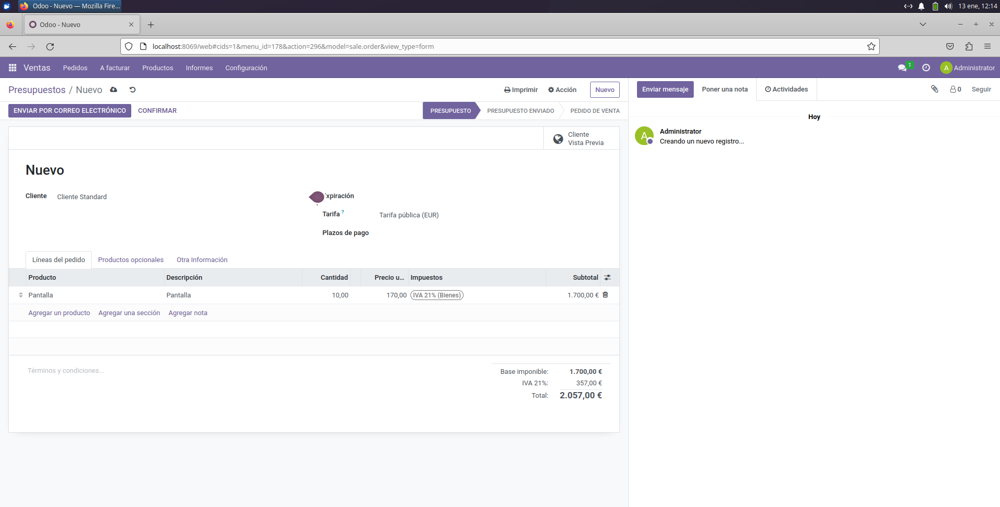 Odoo - Nuevo — Mozilla Fire...
13 ene, 12:14
Odoo - Nuevo
localhost:8069/web#cids=1&menu_id=178&action=296&model=sale.order&view_type=form
Ventas Pedidos A facturar Productos Informes Configuración
1 A Administrator
Presupuestos / Nuevo
Imprimir Acción Nuevo
Enviar mensaje Poner una nota Actividades 0 Seguir
ENVIAR POR CORREO ELECTRÓNICO CONFIRMAR
PRESUPUESTO PRESUPUESTO ENVIADO PEDIDO DE VENTA
Hoy
A Administrator
Creando un nuevo registro...
Cliente
Vista Previa
Nuevo
Cliente Cliente Standard
xpiración
Tarifa ? Tarifa pública (EUR)
Plazos de pago
Líneas del pedido Productos opcionales Otra Información
Producto Descripción Cantidad Precio u... Impuestos Subtotal
Pantalla Pantalla 10,00 170,00 IVA 21% (Bienes) 1.700,00 €
Agregar un producto Agregar una sección Agregar nota
Términos y condiciones...
Base imponible: 1.700,00 €
IVA 21%: 357,00 €
Total: 2.057,00 €